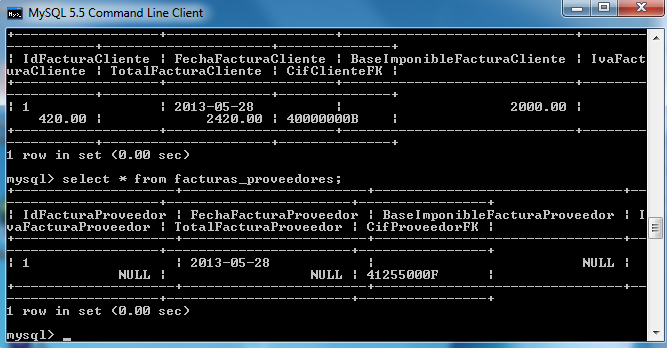 MySQL 5.5 Command Line Client
| IdFacturaCliente | FechaFacturaCliente | BaseImponibleFacturaCliente | IvaFact
uraCliente | TotalFacturaCliente | CifClienteFK |
| 1 | 2013-05-28 | 2000.00 |
420.00 | 2420.00 | 40000000B |
1 row in set (0.00 sec)
mysql> select * from facturas_proveedores;
| IdFacturaProveedor | FechaFacturaProveedor | BaseImponibleFacturaProveedor | I
vaFacturaProveedor | TotalFacturaProveedor | CifProveedorFK |
| 1 | 2013-05-28 | NULL |
NULL | NULL | 41255000F |
1 row in set (0.00 sec)
mysql> _